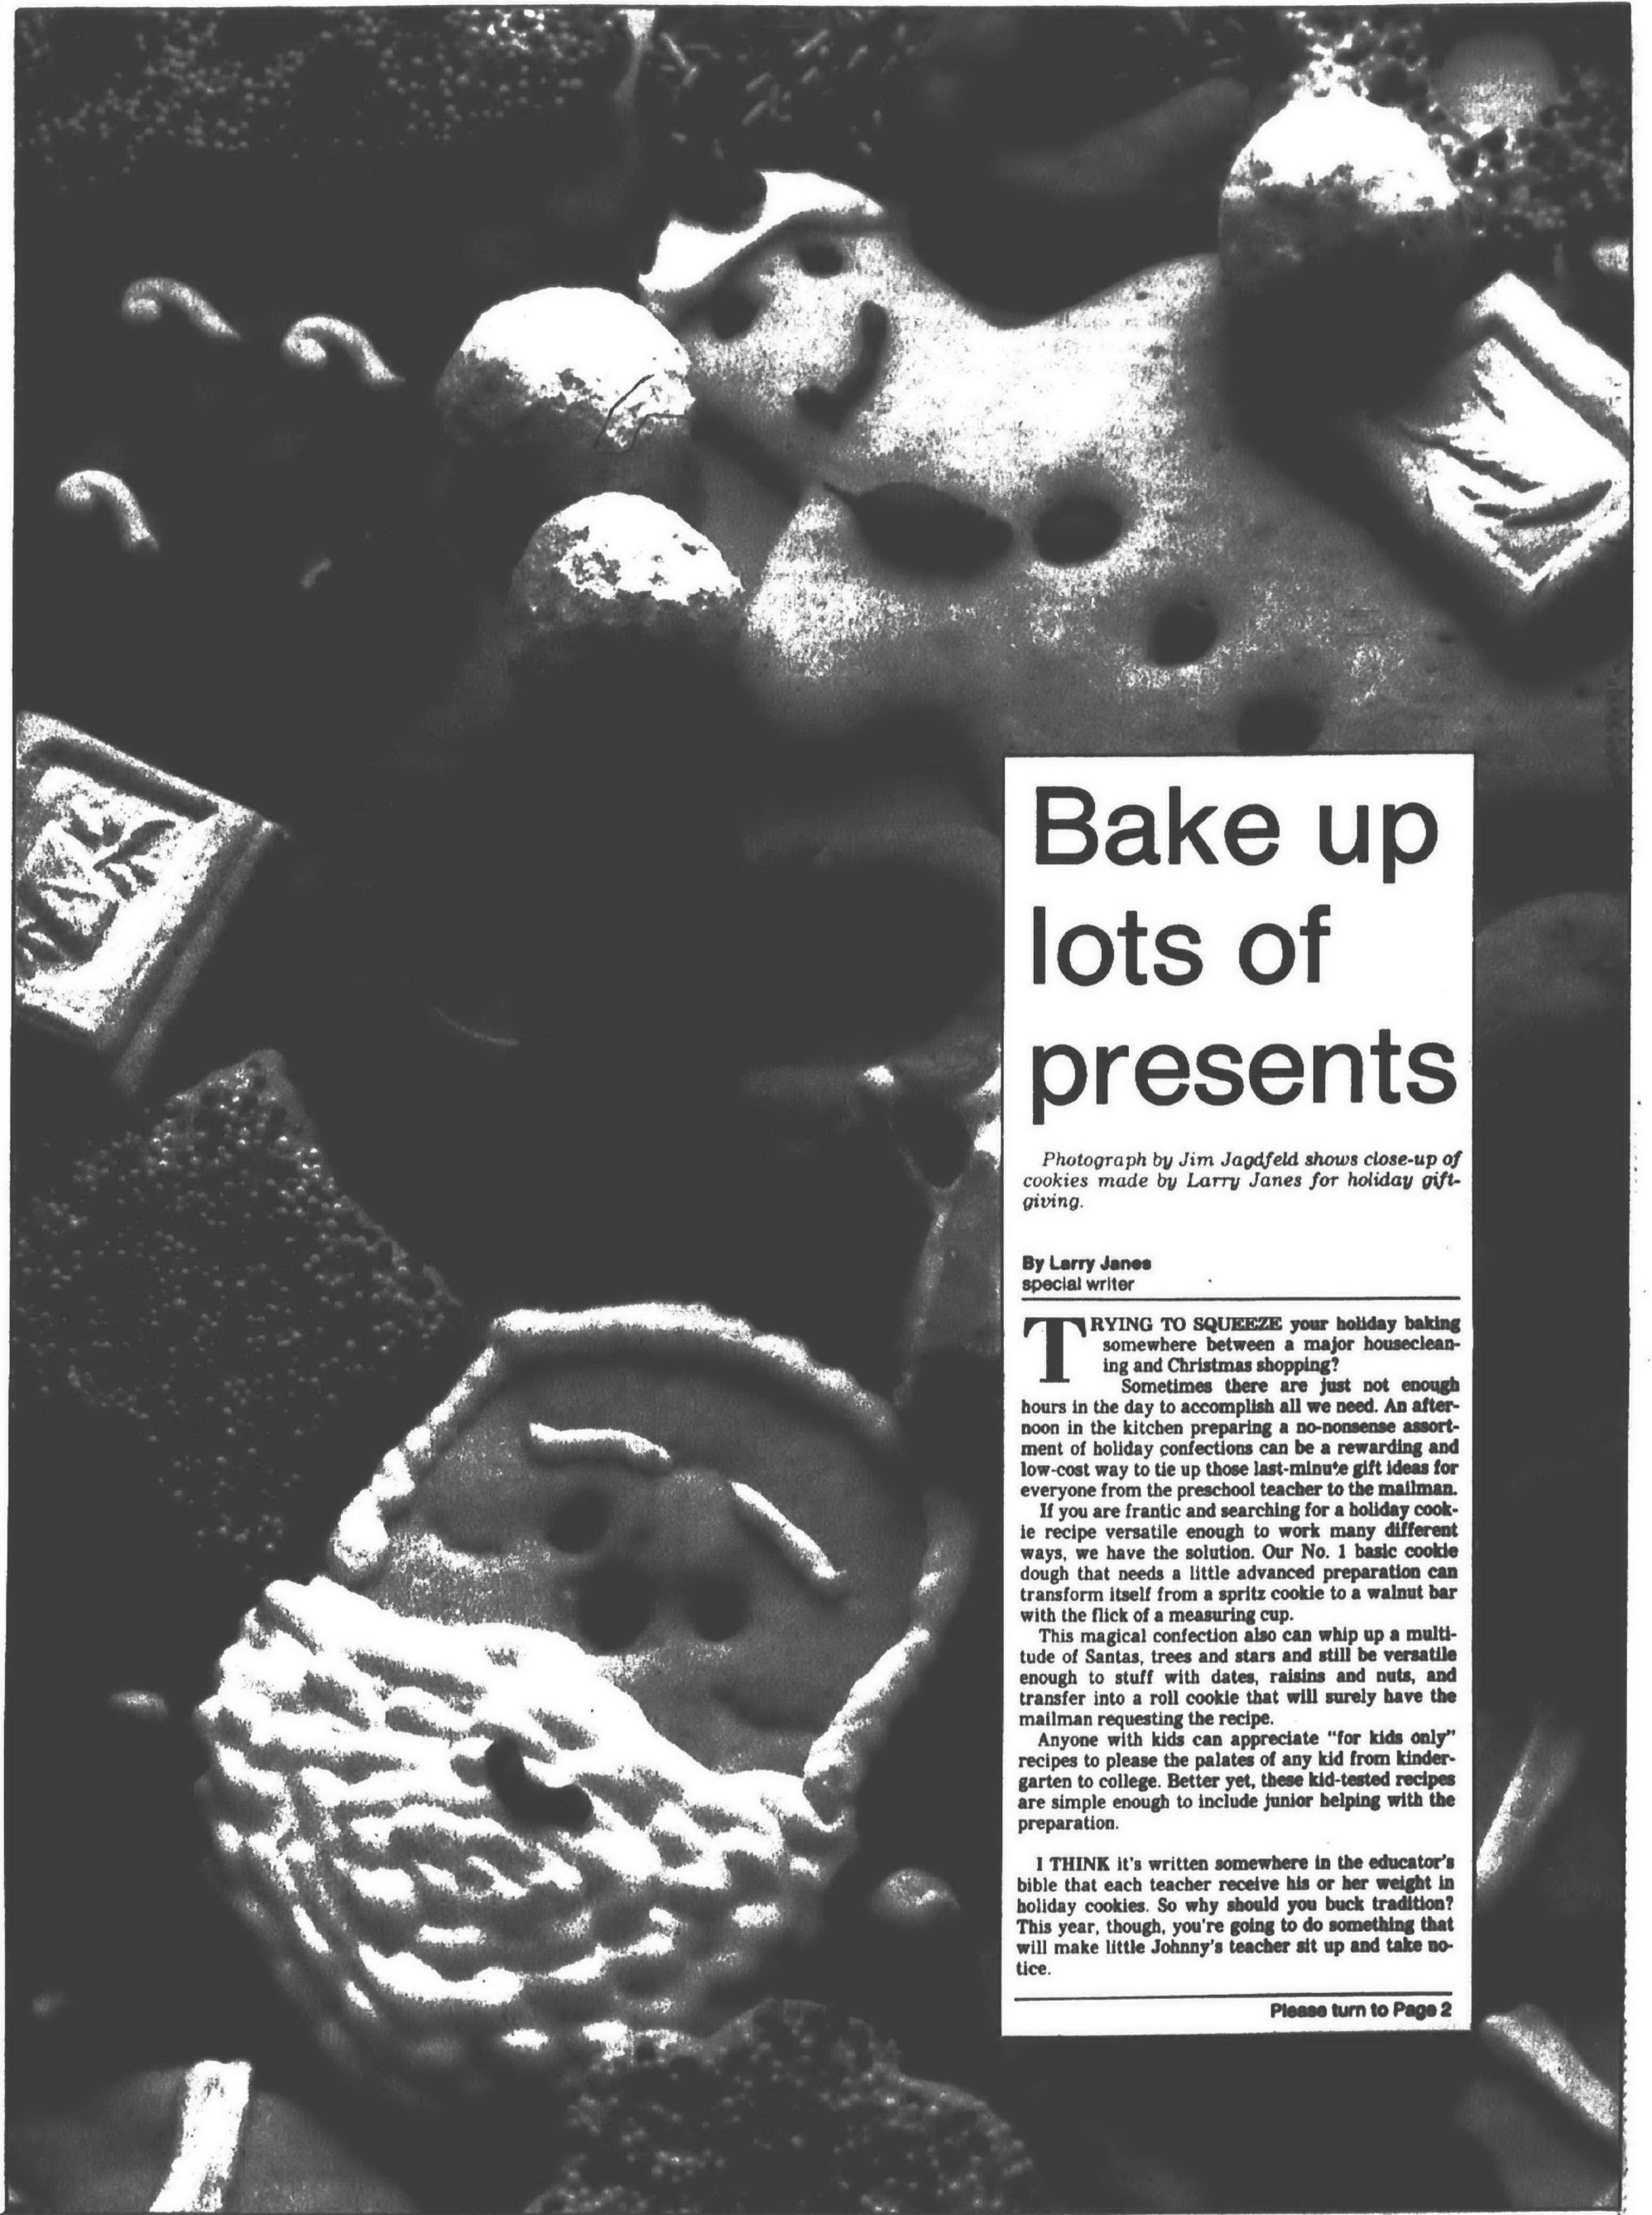 Bake up
lots of
presents
Photograph by Jim Jagdfeld shows close-up of
cookies made by Larry Janes for holiday gift-
giving.
By Larry Janes
special writer
TRYING TO SQUEEZE your holiday baking
somewhere between a major houseclean-
ing and Christmas shopping?
Sometimes there are just not enough
hours in the day to accomplish all we need. An after-
noon in the kitchen preparing a no-nonsense assort-
ment of holiday confections can be a rewarding and
low-cost way to tie up those last-minute gift ideas for
everyone from the preschool teacher to the mailman.
If you are frantic and searching for a holiday cook-
ie recipe versatile enough to work many different
ways, we have the solution. Our No. 1 basic cookie
dough that needs a little advanced preparation can
transform itself from a spritz cookie to a walnut bar
with the flick of a measuring cup.
This magical confection also can whip up a multi-
tude of Santas, trees and stars and still be versatile
enough to stuff with dates, raisins and nuts, and
transfer into a roll cookie that will surely have the
mailman requesting the recipe.
Anyone with kids can appreciate "for kids only"
recipes to please the palates of any kid from kinder-
garten to college. Better yet, these kid-tested recipes
are simple enough to include junior helping with the
preparation.
I THINK it's written somewhere in the educator's
bible that each teacher receive his or her weight in
holiday cookies. So why should you buck tradition?
This year, though, you're going to do something that
will make little Johnny's teacher sit up and take no-
tice.
Please turn to Page 2